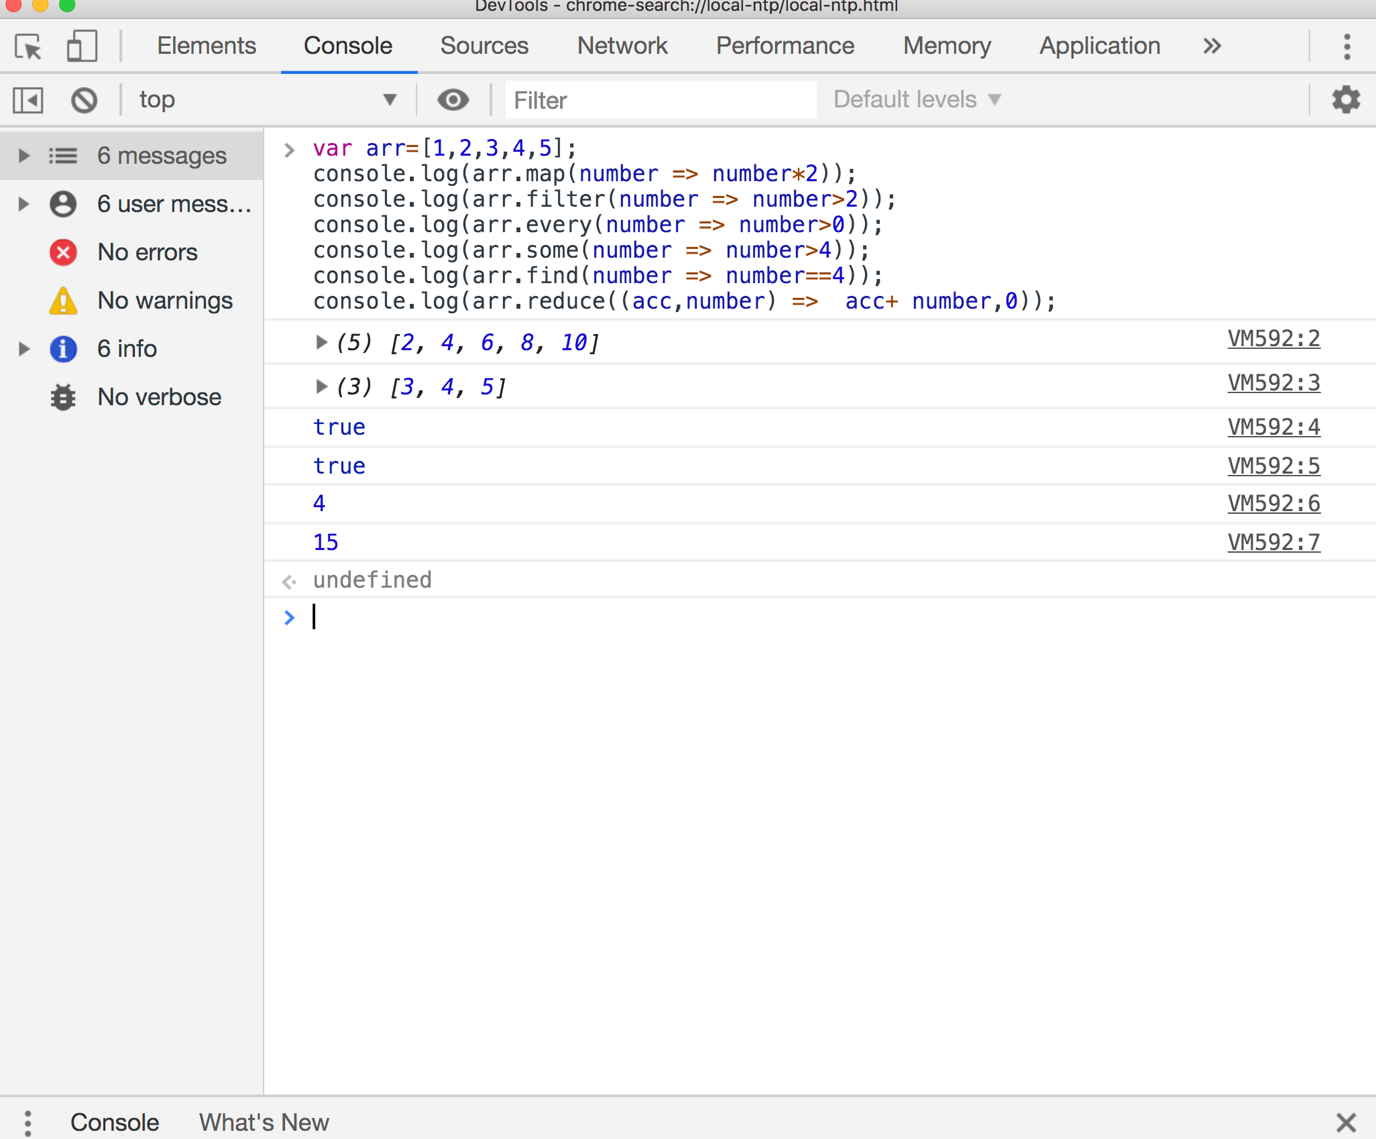 DevTools - chrome-search://local-ntp/local-ntp.html
Elements Console Sources Network Performance Memory Application »
top ▼ Filter Default levels ▼
6 messages
6 user mess...
No errors
No warnings
6 info
No verbose
> var arr=[1,2,3,4,5];
console.log(arr.map(number => number*2));
console.log(arr.filter(number => number>2));
console.log(arr.every(number => number>0));
console.log(arr.some(number => number>4));
console.log(arr.find(number => number==4));
console.log(arr.reduce((acc,number) =>  acc+ number,0));
▶(5) [2, 4, 6, 8, 10] VM592:2
▶(3) [3, 4, 5] VM592:3
true VM592:4
true VM592:5
4 VM592:6
15 VM592:7
undefined
>
Console What's New